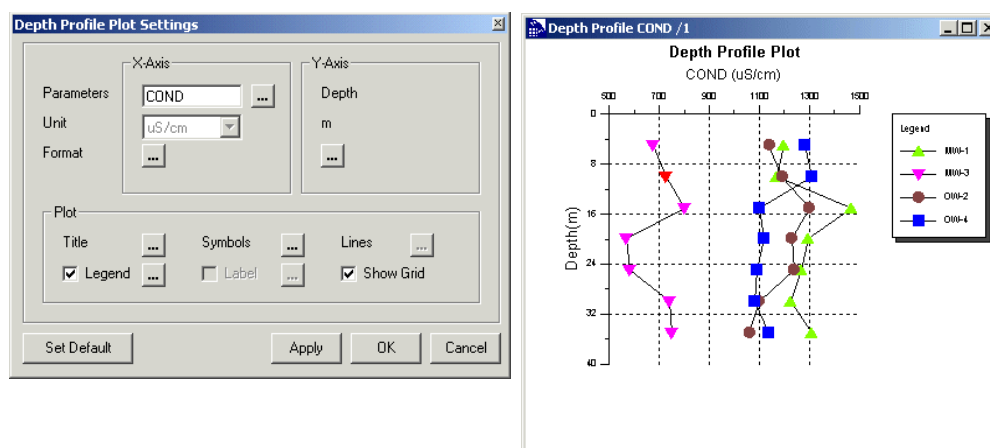 Depth Profile Plot Settings
X-Axis
Y-Axis
Parameters
COND
...
Depth
Unit
uS/cm
m
Format
...
...
Plot
Title
...
Symbols
...
Lines
...
Legend
...
Label
...
Show Grid
Set Default
Apply
OK
Cancel
Depth Profile COND /1
Depth Profile Plot
COND (uS/cm)
500 700 900 1100 1300 1500
0
8
16
24
32
40
Depth(m)
Legend
MW-1
MW-3
OW-2
OW-4